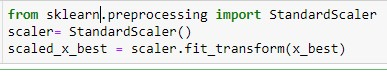 from sklearn.preprocessing import StandardScaler
scaler= StandardScaler()
scaled_x_best = scaler.fit_transform(x_best)